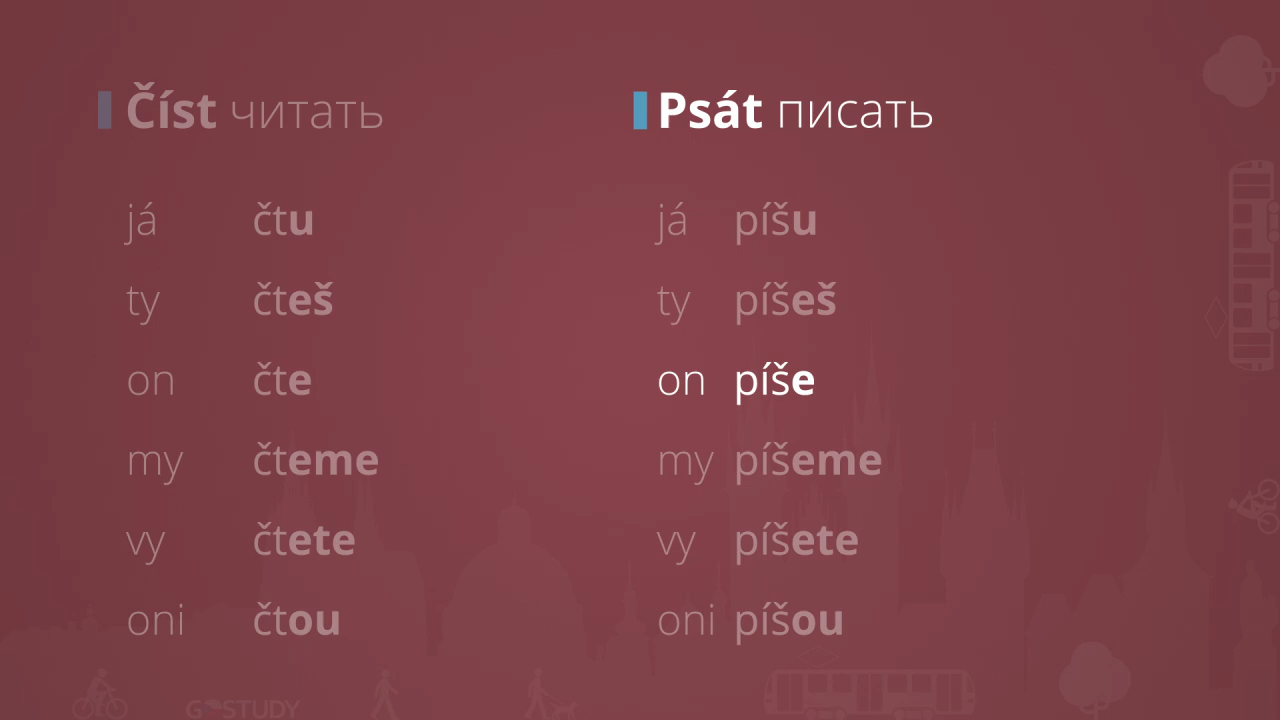 Číst читать
já čtu
ty čteš
on čte
my čteme
vy čtete
oni čtou
Psát писать
já píšu
ty píšeš
on píše
my píšeme
vy píšete
oni píšou
GOSTUDY